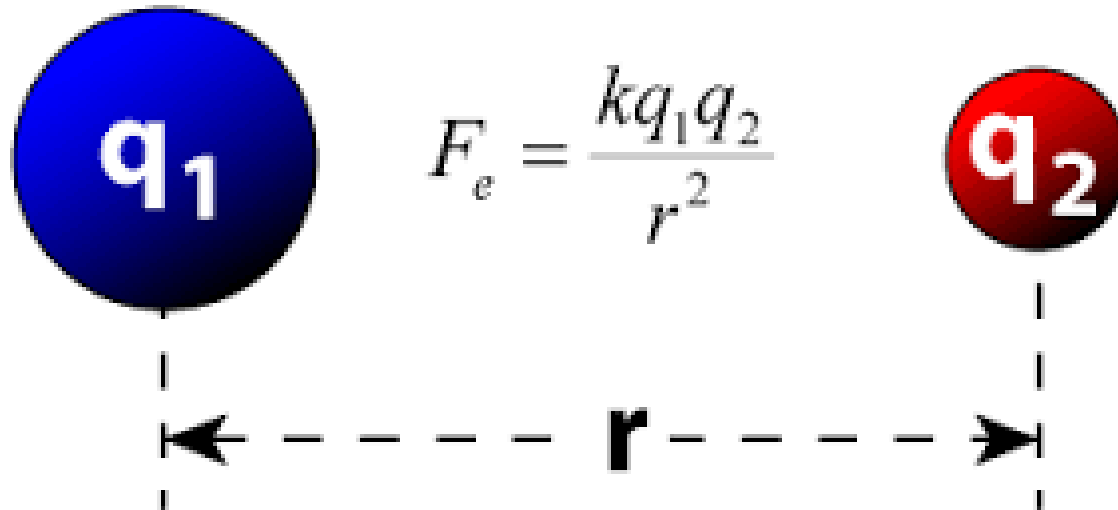 q₁
Fₑ = kq₁q₂ / r²
q₂
r